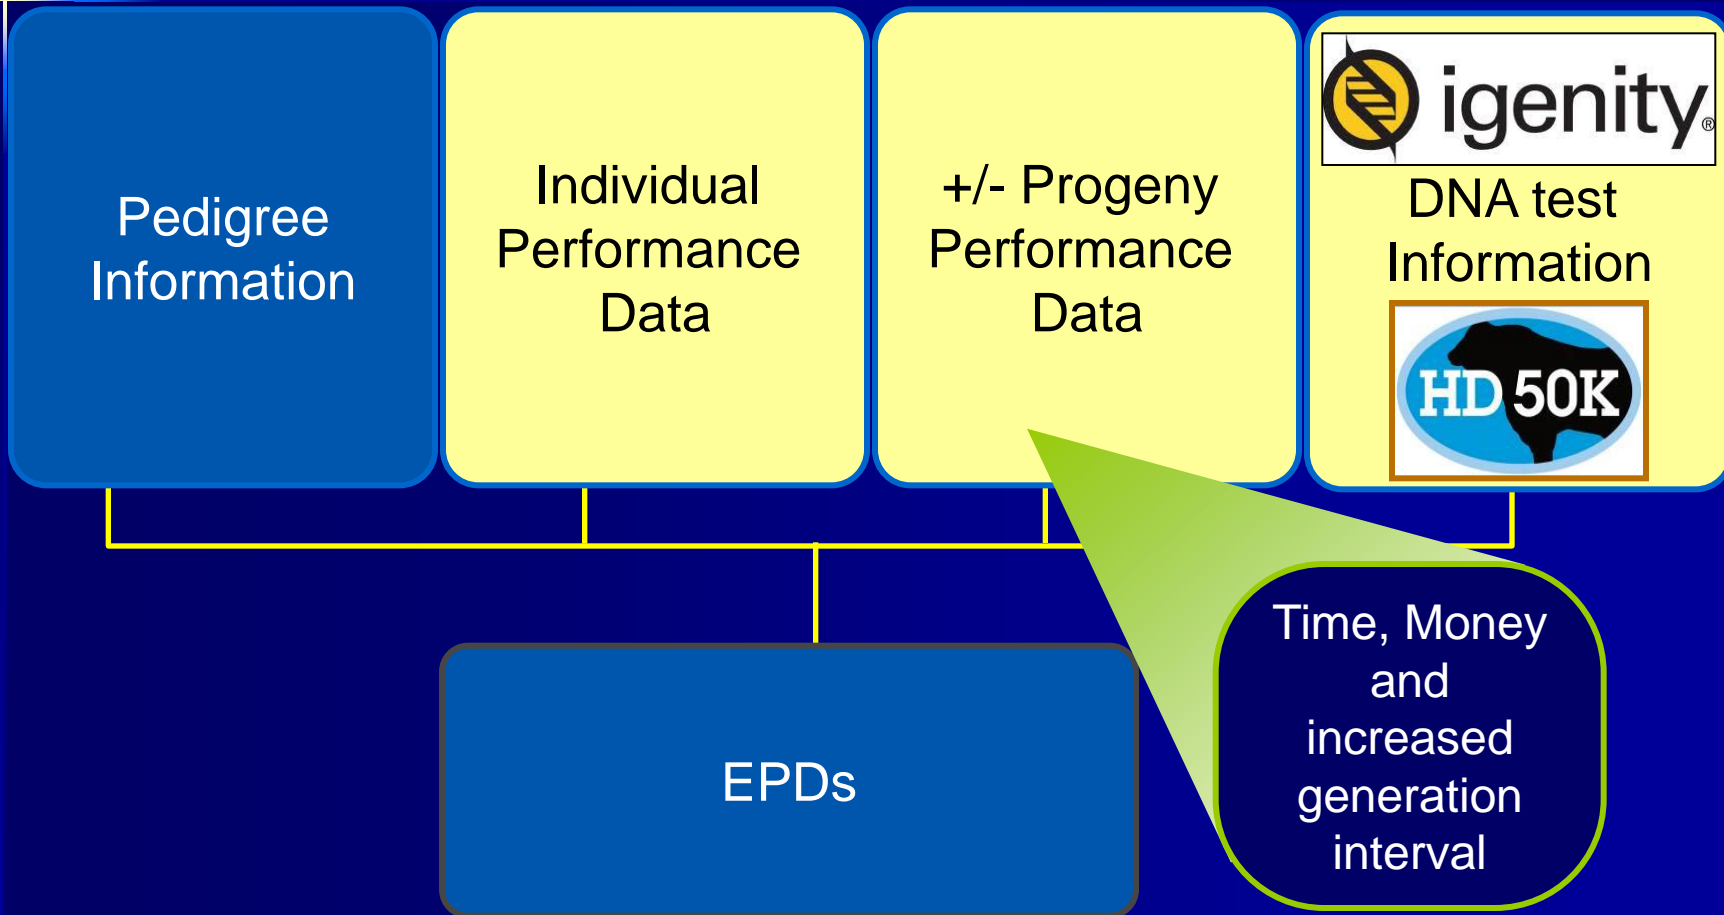 Pedigree
Information
Individual
Performance
Data
+/- Progeny
Performance
Data
igenity®
DNA test
Information
HD 50K
Time, Money
and
increased
generation
interval
EPDs